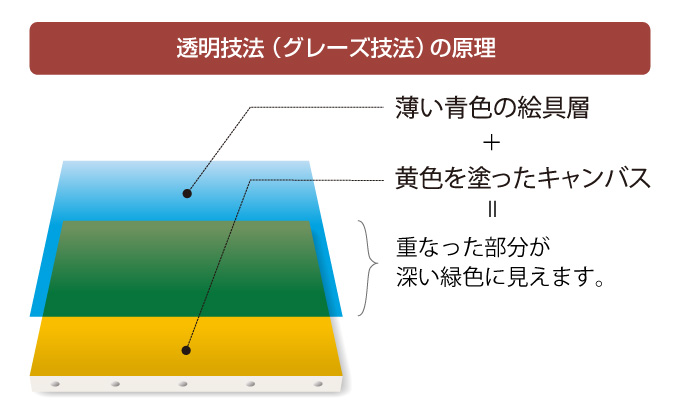 透明技法（グレーズ技法）の原理
薄い青色の絵具層
＋
黄色を塗ったキャンバス
＝
重なった部分が
深い緑色に見えます。